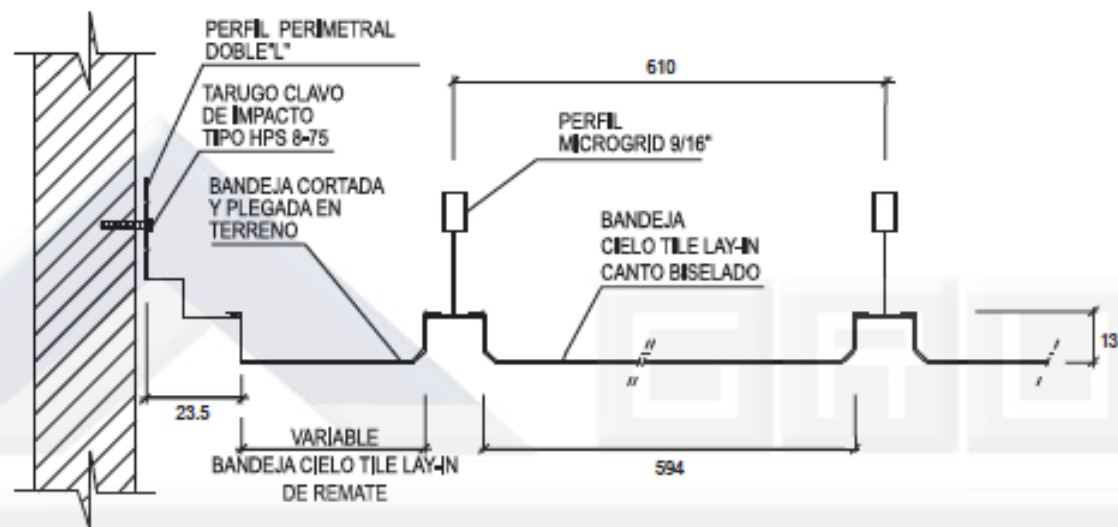 PERFIL PERIMETRAL
DOBLE"L"
TARUGO CLAVO
DE IMPACTO
TIPO HPS 8-75
BANDEJA CORTADA
Y PLEGADA EN
TERRENO
610
PERFIL
MICROGRID 9/16"
BANDEJA
CIELO TILE LAY-IN
CANTO BISELADO
13
23.5
VARIABLE
BANDEJA CIELO TILE LAY-IN
DE REMATE
594